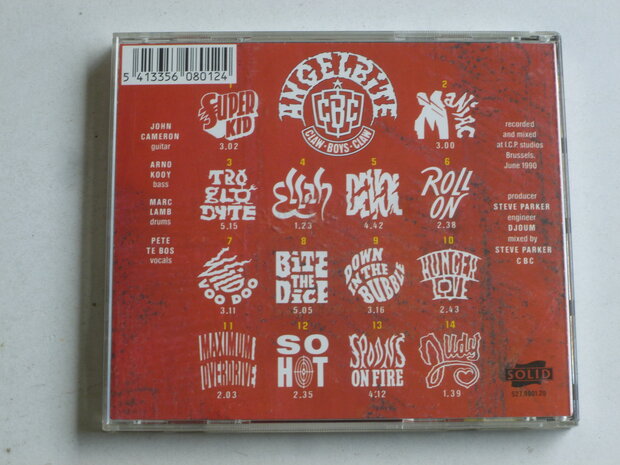 5 413356 080124
ANGELBITE
CBC
CLAW·BOYS·CLAW
JOHN
CAMERON
guitar
ARNO
KOOY
bass
MARC
LAMB
drums
PETE
TE BOS
vocals
1
SUPER
KID
3.02
2
MANIAC
3.00
3
TRO
GLO
DYTE
5.15
4
1.23
5
4.42
6
ROLL
ON
2.38
7
VOO DOO
3.11
8
BiTE
THE
DiCE
5.05
9
DOWN
IN THE
BUBBLE
3.16
10
HUNGER
LOVE
2.43
11
MAXIMUM
OVERDRIVE
2.03
12
SO
HOT
2.35
13
SPOONS
ON FIRE
4:12
14
Judy
1.39
recorded
and mixed
at I.C.P. studios
Brussels,
June 1990
producer
STEVE PARKER
engineer
DJOUM
mixed by
STEVE PARKER
CBC
SOLID